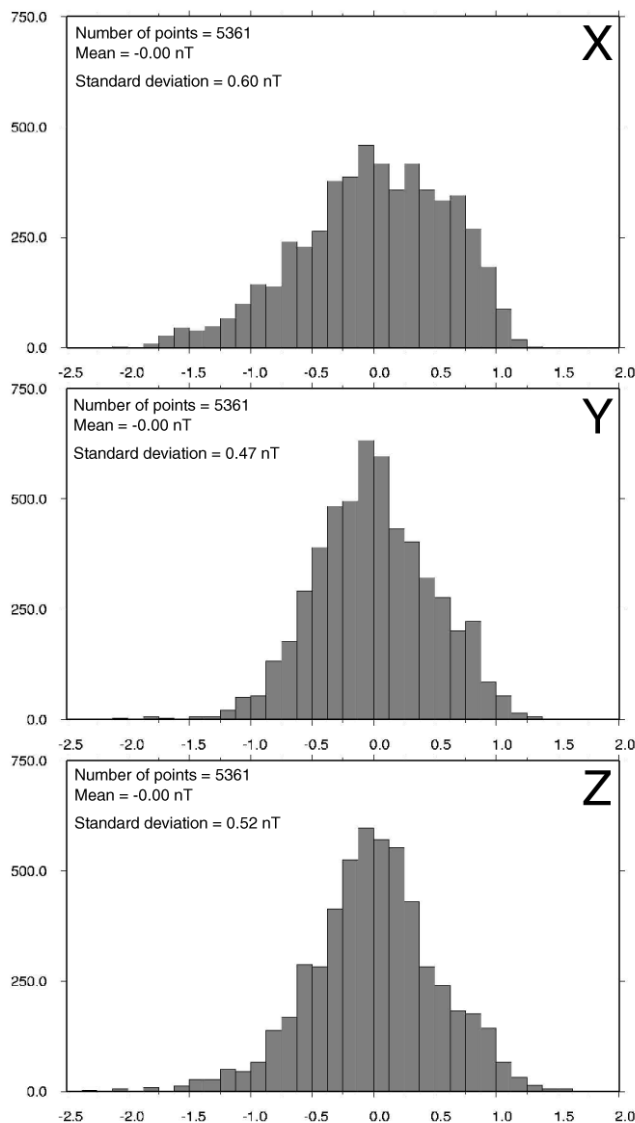 750.0
Number of points = 5361
Mean = -0.00 nT
Standard deviation = 0.60 nT
X
500.0
250.0
0.0
-2.5 -2.0 -1.5 -1.0 -0.5 0.0 0.5 1.0 1.5 2.0
750.0
Number of points = 5361
Mean = -0.00 nT
Standard deviation = 0.47 nT
Y
500.0
250.0
0.0
-2.5 -2.0 -1.5 -1.0 -0.5 0.0 0.5 1.0 1.5 2.0
750.0
Number of points = 5361
Mean = -0.00 nT
Standard deviation = 0.52 nT
Z
500.0
250.0
0.0
-2.5 -2.0 -1.5 -1.0 -0.5 0.0 0.5 1.0 1.5 2.0